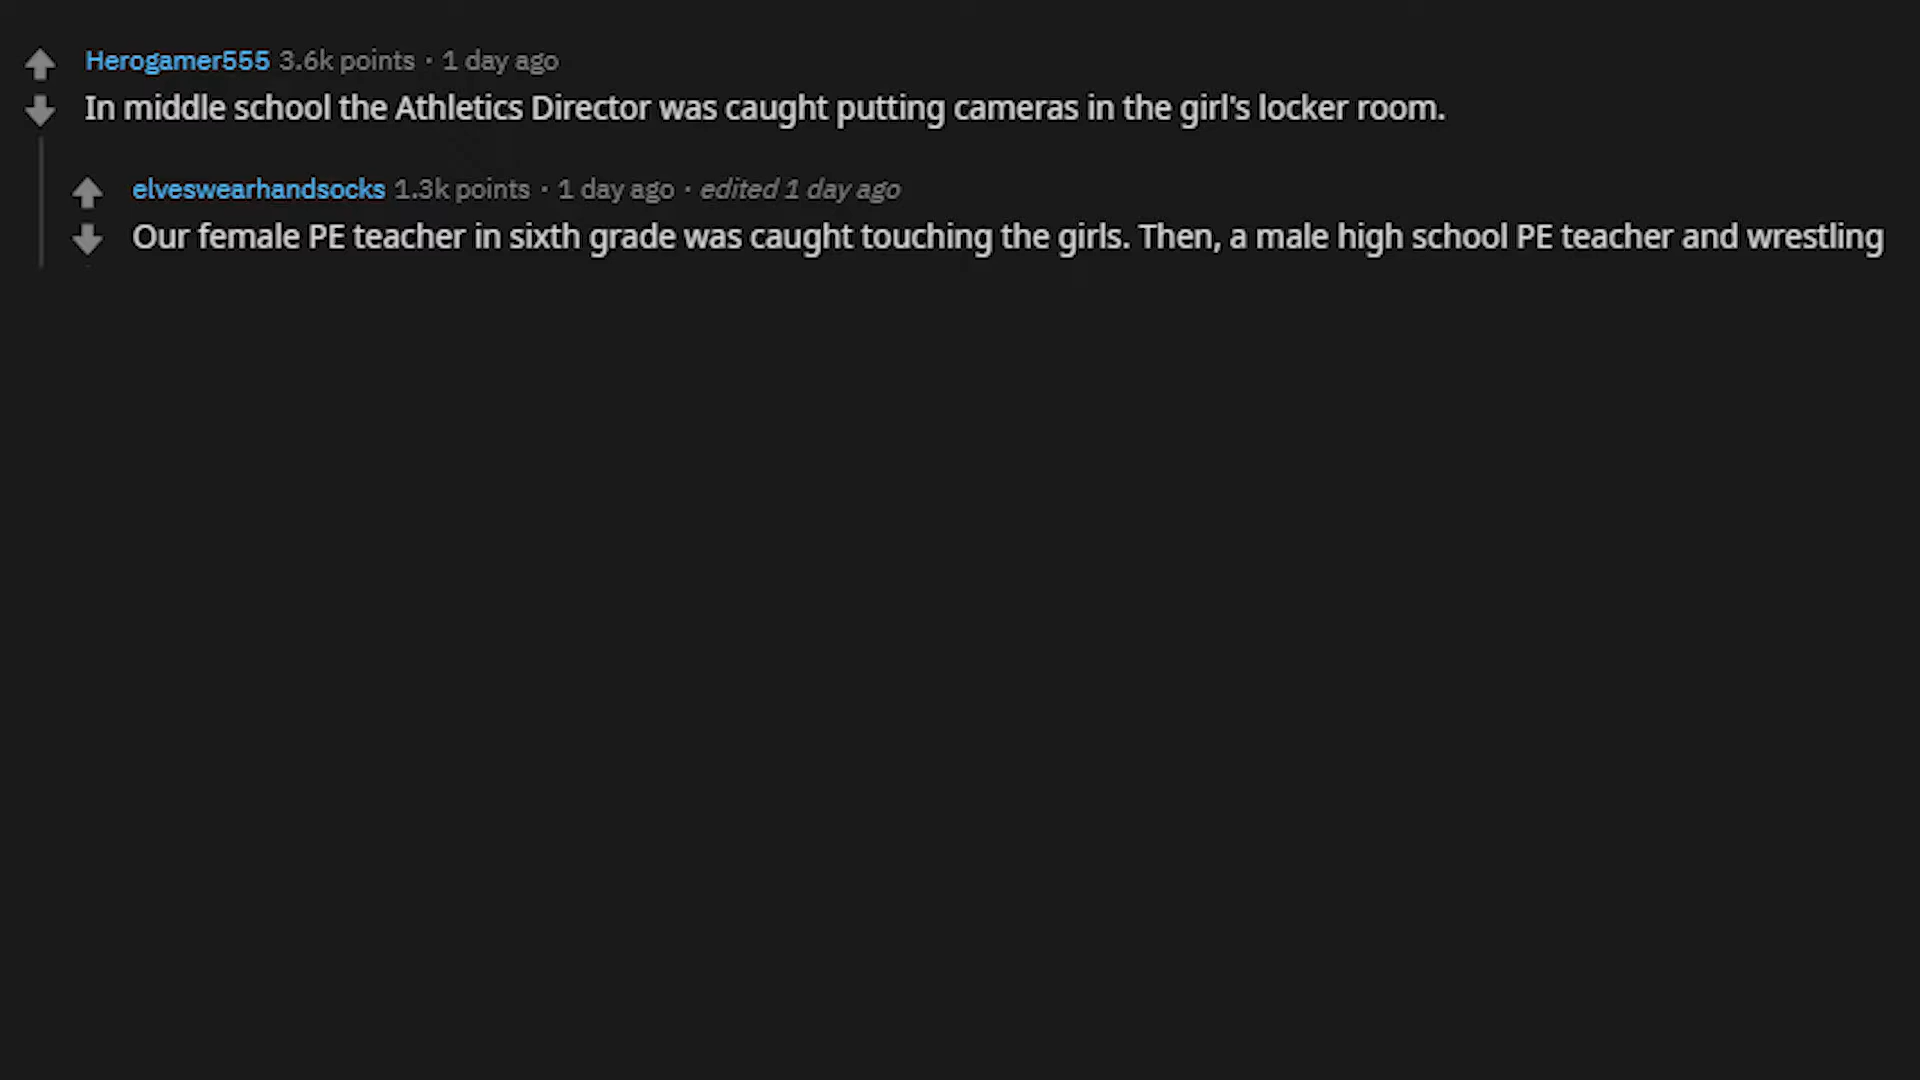 Herogamer555 3.6k points · 1 day ago
In middle school the Athletics Director was caught putting cameras in the girl's locker room.
elveswearhandsocks 1.3k points · 1 day ago · edited 1 day ago
Our female PE teacher in sixth grade was caught touching the girls. Then, a male high school PE teacher and wrestling